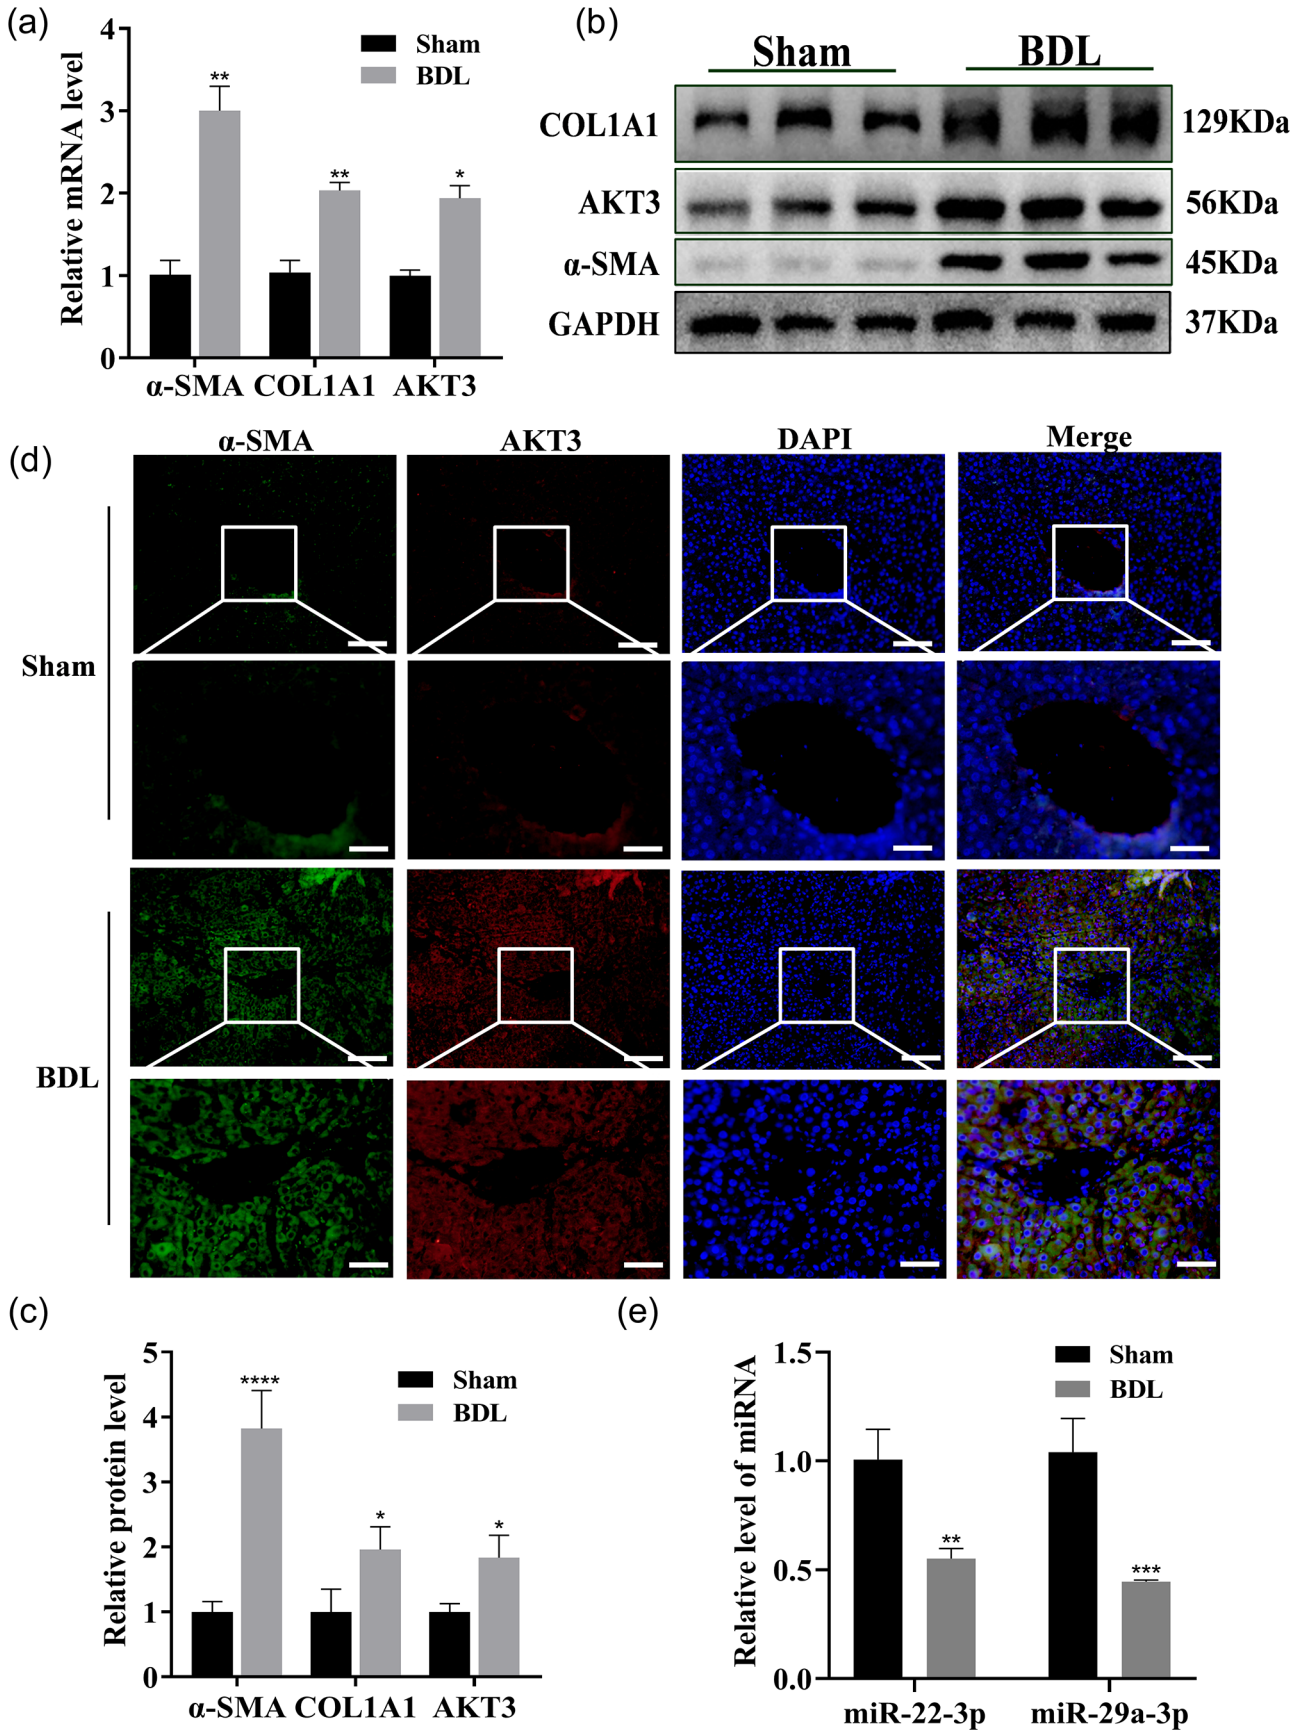 (a)
4
3
2
1
0
Relative mRNA level
Sham
BDL
**
**
*
α-SMA COL1A1 AKT3
(b)
Sham BDL
COL1A1 129KDa
AKT3 56KDa
α-SMA 45KDa
GAPDH 37KDa
(d)
α-SMA AKT3 DAPI Merge
Sham
BDL
(c)
5
4
3
2
1
0
Relative protein level
Sham
BDL
****
*
*
α-SMA COL1A1 AKT3
(e)
1.5
1.0
0.5
0.0
Relative level of miRNA
Sham
BDL
**
***
miR-22-3p miR-29a-3p